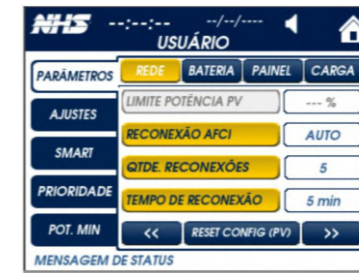 NHS --:--:-- --/--/----
USUÁRIO
PARÂMETROS REDE BATERIA PAINEL CARGA
LIMITE POTÊNCIA PV --- %
AJUSTES
RECONEXÃO AFCI AUTO
SMART
QTDE. RECONEXÕES 5
PRIORIDADE
TEMPO DE RECONEXÃO 5 min
POT. MIN << RESET CONFIG (PV) >>
MENSAGEM DE STATUS